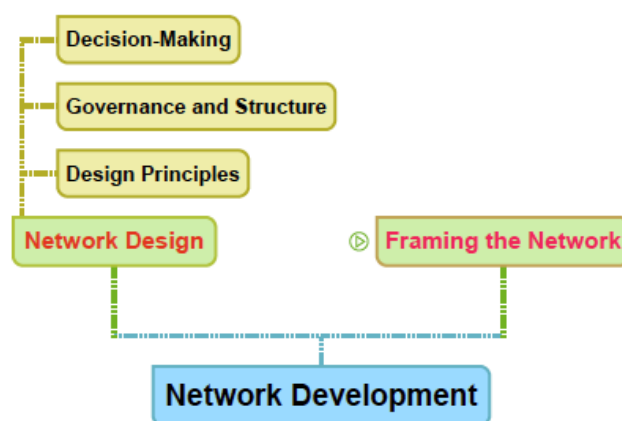 Decision-Making
Governance and Structure
Design Principles
Network Design
Framing the Network
Network Development